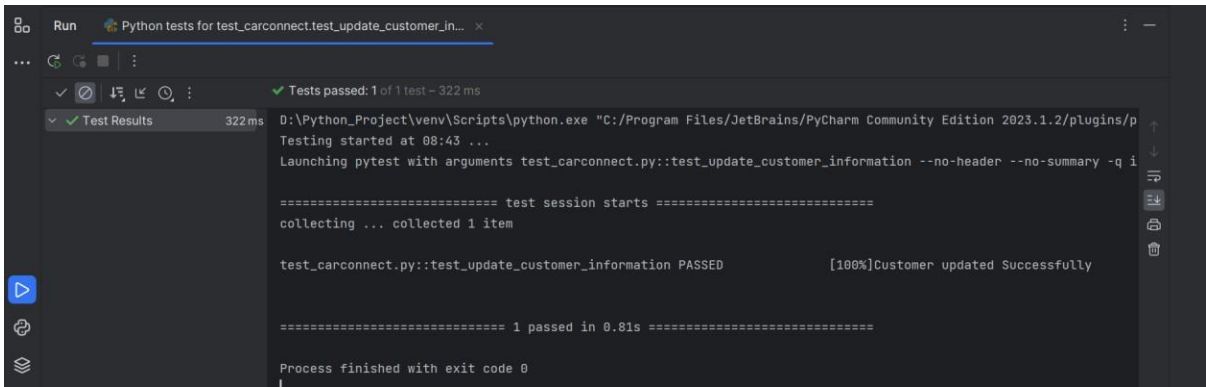 Run Python tests for test_carconnect.test_update_customer_in...
Tests passed: 1 of 1 test – 322 ms
Test Results 322 ms
D:\Python_Project\venv\Scripts\python.exe "C:/Program Files/JetBrains/PyCharm Community Edition 2023.1.2/plugins/p
Testing started at 08:43 ...
Launching pytest with arguments test_carconnect.py::test_update_customer_information --no-header --no-summary -q i
============================= test session starts =============================
collecting ... collected 1 item
test_carconnect.py::test_update_customer_information PASSED [100%]Customer updated Successfully
============================== 1 passed in 0.81s ==============================
Process finished with exit code 0